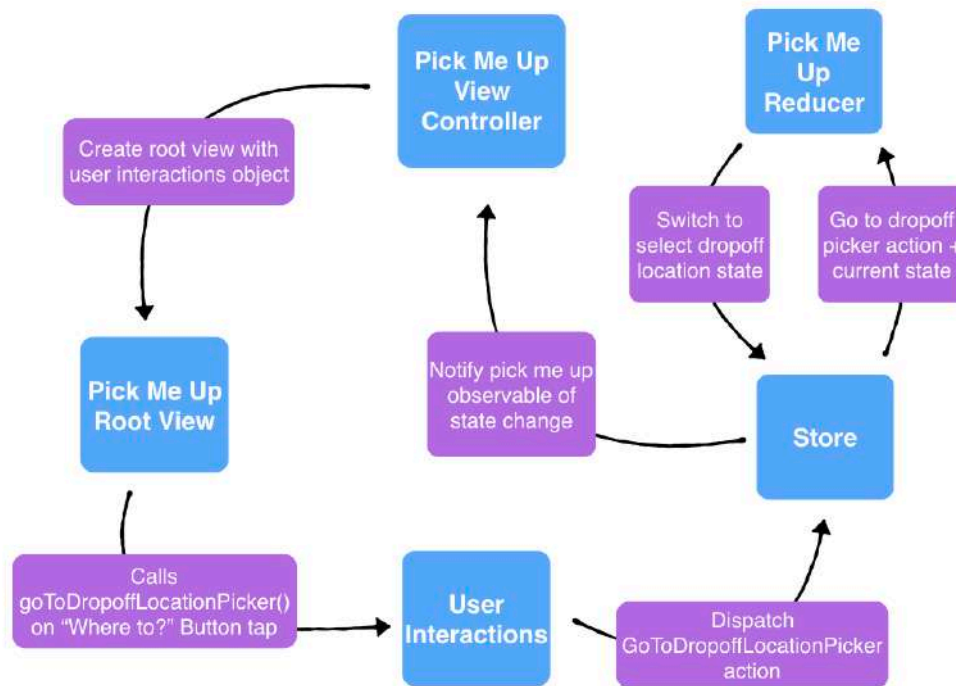 Pick Me Up
View
Controller
Pick Me
Up
Reducer
Create root view with
user interactions object
Switch to
select dropoff
location state
Go to dropoff
picker action +
current state
Pick Me Up
Root View
Notify pick me up
observable of
state change
Store
Calls
goToDropoffLocationPicker()
on “Where to?” Button tap
User
Interactions
Dispatch
GoToDropoffLocationPicker
action